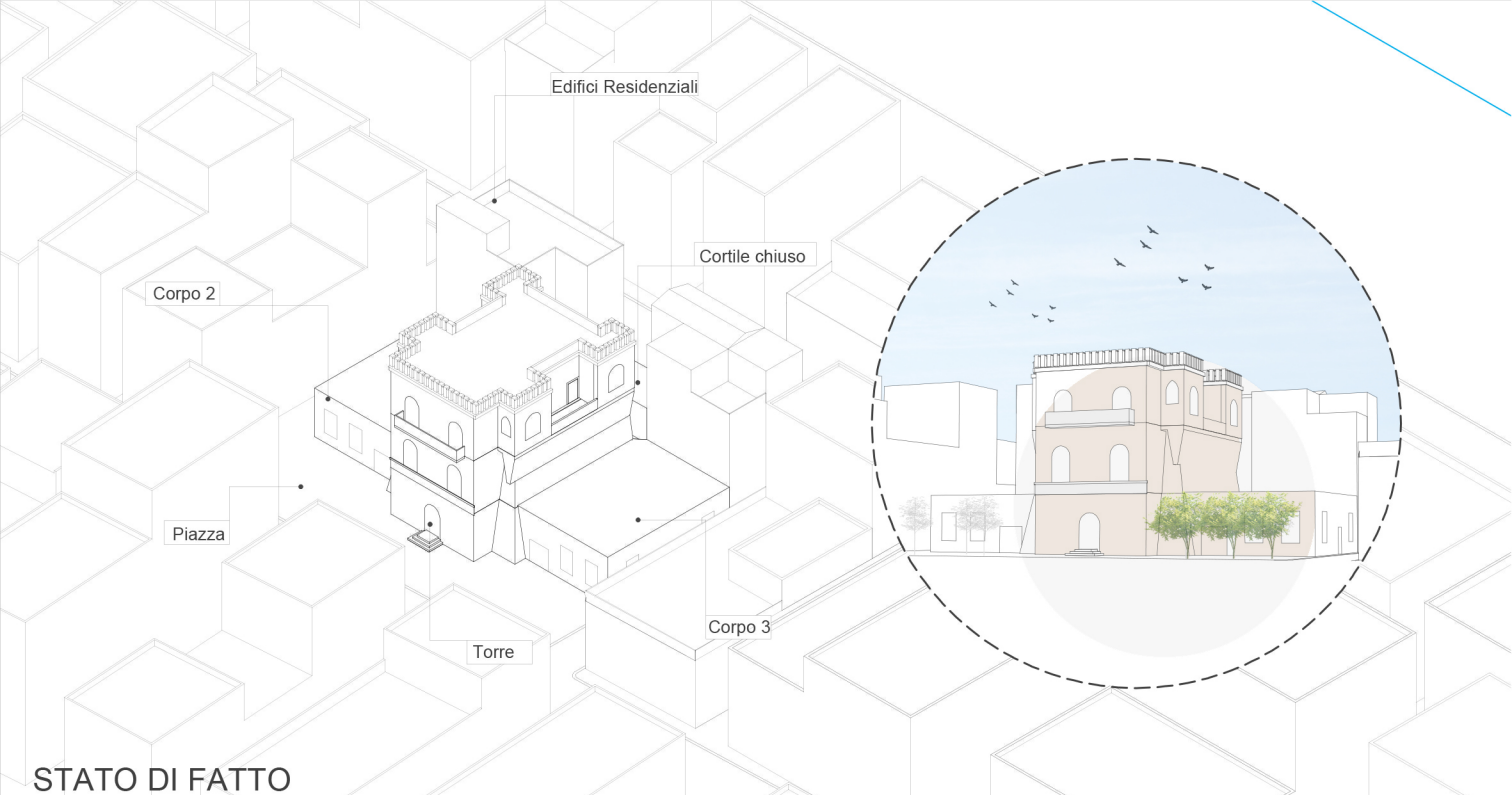 Edifici Residenziali
Cortile chiuso
Corpo 2
Piazza
Corpo 3
Torre
STATO DI FATTO